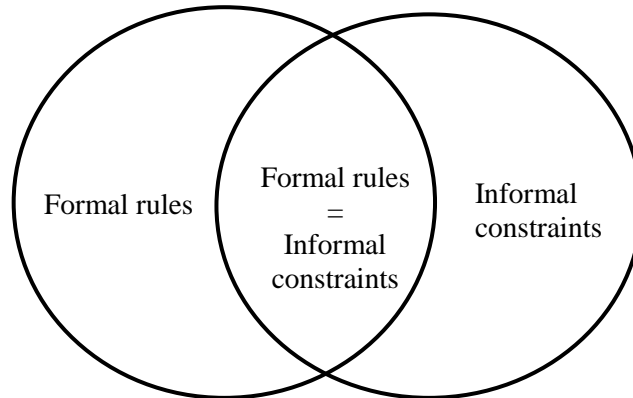 Formal rules
Formal rules
=
Informal
constraints
Informal
constraints